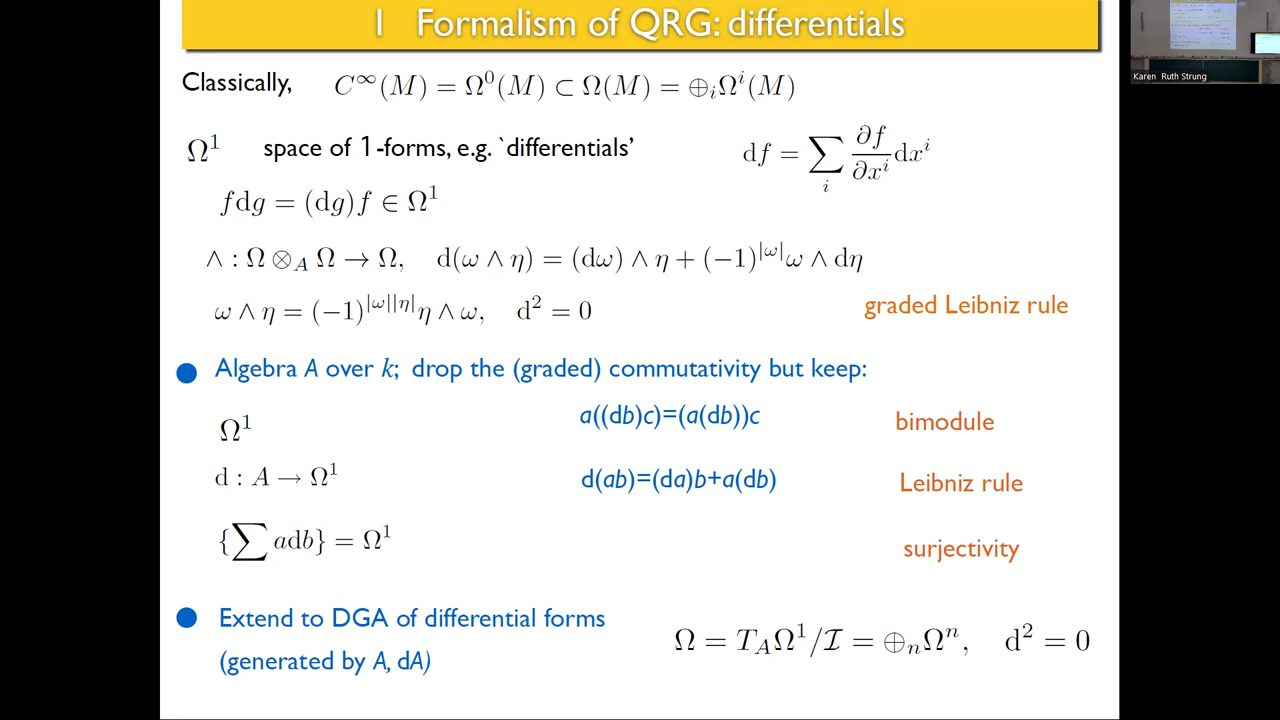 1 Formalism of QRG: differentials
Classically, C^∞(M) = Ω^0(M) ⊂ Ω(M) = ⊕_iΩ^i(M)
Ω^1 space of 1-forms, e.g. `differentials' df = ∑_i ∂f/∂x^i dx^i
fdg = (dg)f ∈ Ω^1
∧ : Ω ⊗_A Ω → Ω, d(ω ∧ η) = (dω) ∧ η + (−1)^{|ω|}ω ∧ dη
ω ∧ η = (−1)^{|ω||η|}η ∧ ω, d^2 = 0 graded Leibniz rule
● Algebra A over k; drop the (graded) commutativity but keep:
Ω^1 a((db)c)=(a(db))c bimodule
d : A → Ω^1 d(ab)=(da)b+a(db) Leibniz rule
{∑ adb} = Ω^1 surjectivity
● Extend to DGA of differential forms
(generated by A, dA) Ω = T_AΩ^1/I = ⊕_nΩ^n, d^2 = 0
Karen Ruth Strung